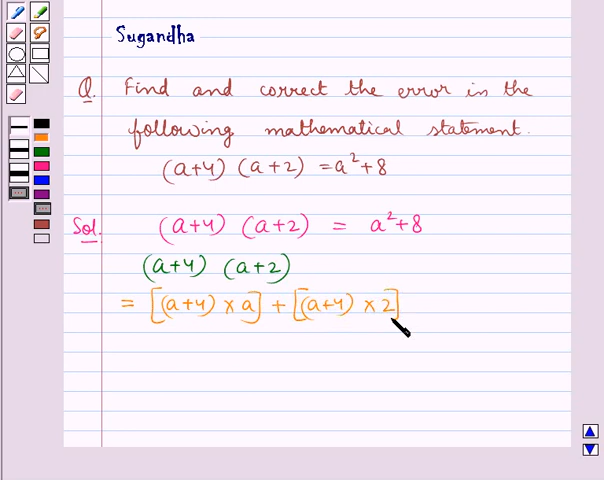 Sugandha
Q. Find and correct the error in the
following mathematical statement.
(a+4) (a+2) = a²+8
Sol. (a+4) (a+2) = a²+8
(a+4) (a+2)
= [(a+4) × a] + [(a+4) × 2]